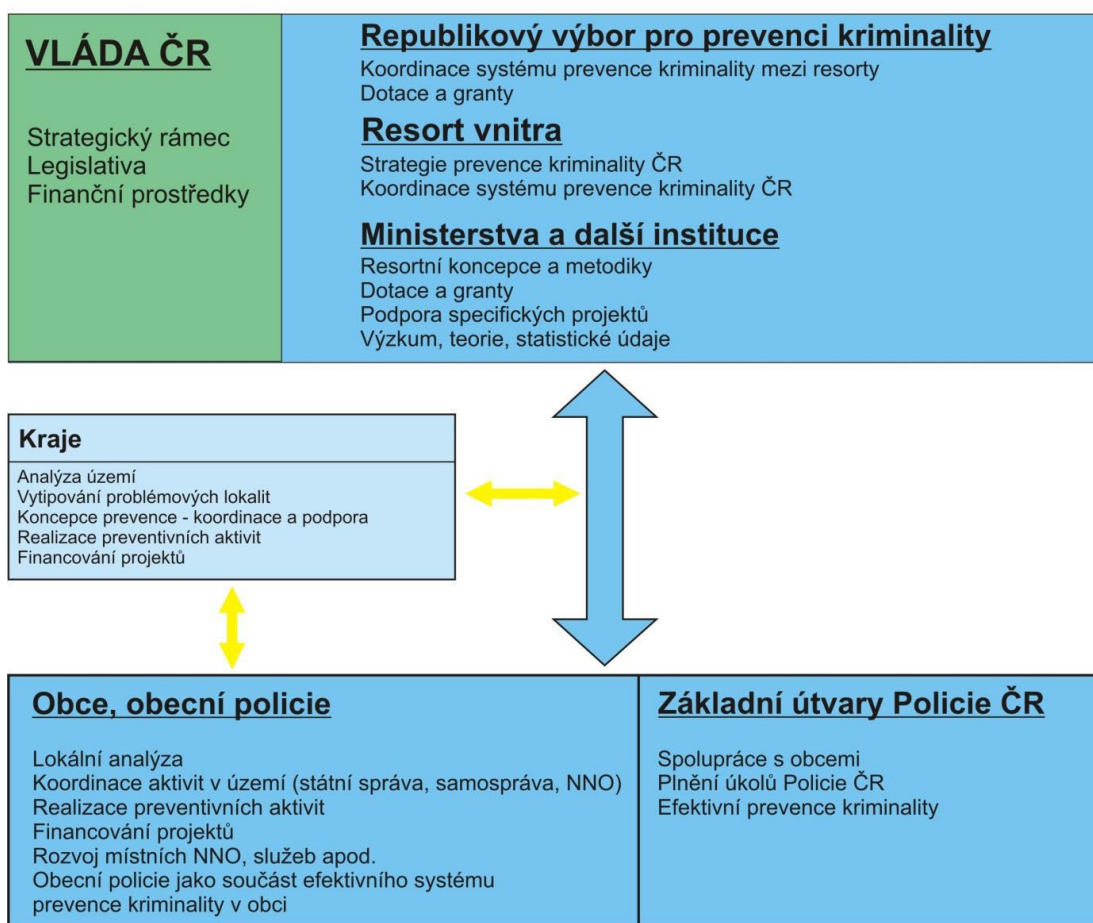 VLÁDA ČR
Strategický rámec
Legislativa
Finanční prostředky
Republikový výbor pro prevenci kriminality
Koordinace systému prevence kriminality mezi resorty
Dotace a granty
Resort vnitra
Strategie prevence kriminality ČR
Koordinace systému prevence kriminality ČR
Ministerstva a další instituce
Resortní koncepce a metodiky
Dotace a granty
Podpora specifických projektů
Výzkum, teorie, statistické údaje
Kraje
Analýza území
Vytipování problémových lokalit
Koncepce prevence - koordinace a podpora
Realizace preventivních aktivit
Financování projektů
Obce, obecní policie
Lokální analýza
Koordinace aktivit v území (státní správa, samospráva, NNO)
Realizace preventivních aktivit
Financování projektů
Rozvoj místních NNO, služeb apod.
Obecní policie jako součást efektivního systému
prevence kriminality v obci
Základní útvary Policie ČR
Spolupráce s obcemi
Plnění úkolů Policie ČR
Efektivní prevence kriminality